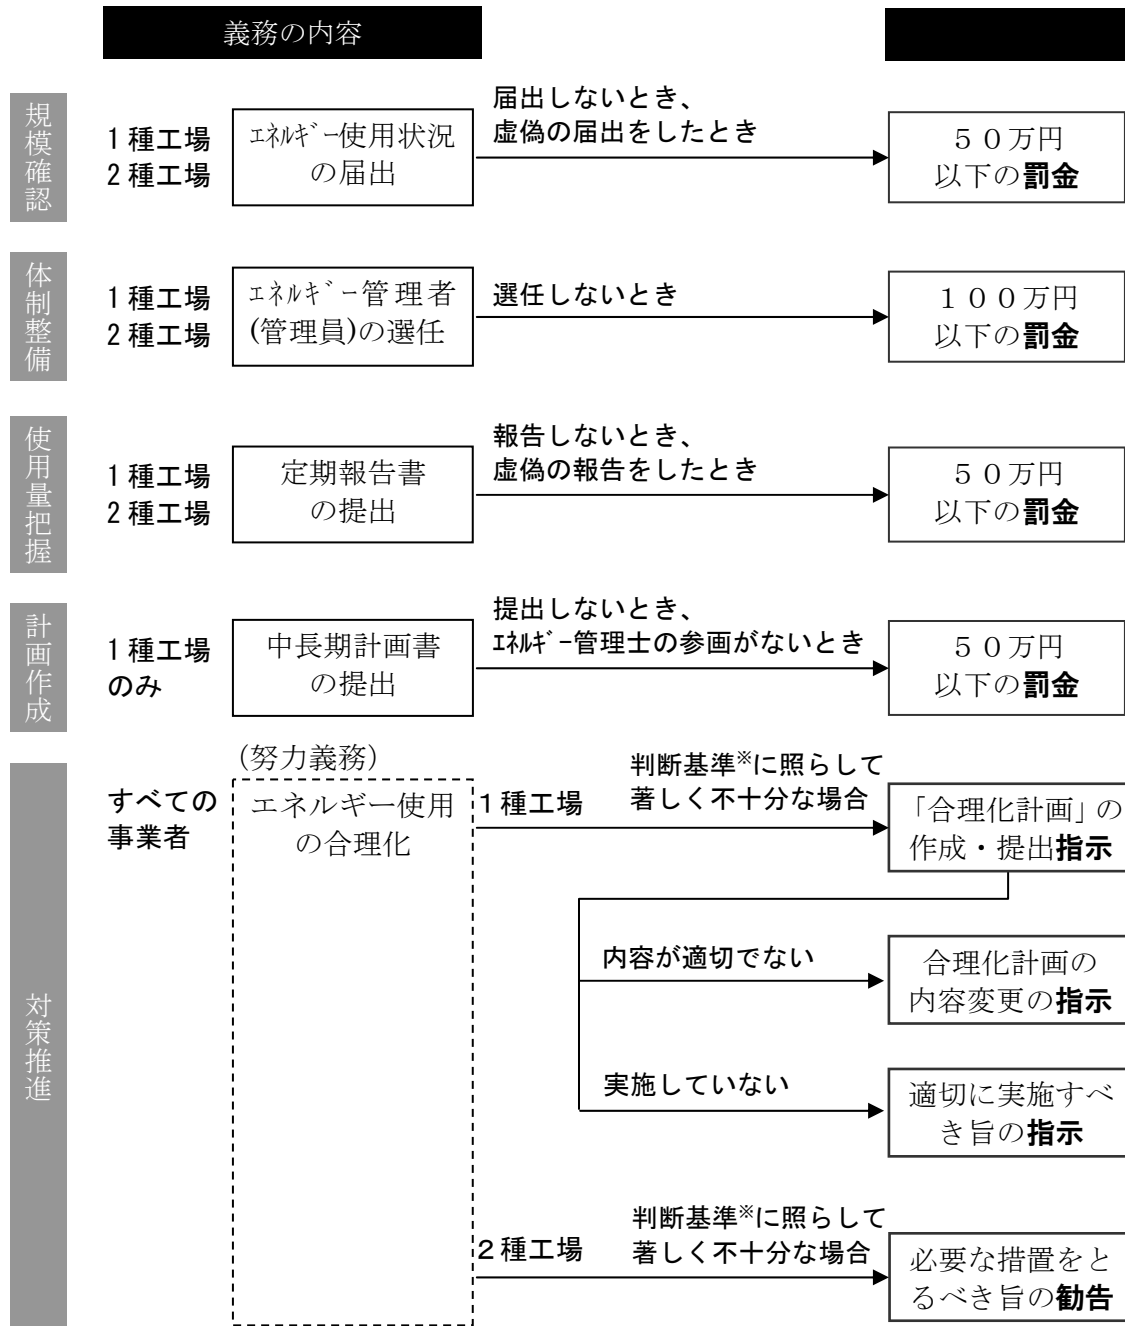 義務の内容
規模確認
1種工場
2種工場
エネルギー使用状況
の届出
届出しないとき、
虚偽の届出をしたとき
５０万円
以下の罰金
体制整備
1種工場
2種工場
エネルギー管理者
(管理員)の選任
選任しないとき
１００万円
以下の罰金
使用量把握
1種工場
2種工場
定期報告書
の提出
報告しないとき、
虚偽の報告をしたとき
５０万円
以下の罰金
計画作成
1種工場
のみ
中長期計画書
の提出
提出しないとき、
エネルギー管理士の参画がないとき
５０万円
以下の罰金
対策推進
すべての
事業者
(努力義務)
エネルギー使用
の合理化
１種工場
判断基準※に照らして
著しく不十分な場合
「合理化計画」の
作成・提出指示
内容が適切でない
合理化計画の
内容変更の指示
実施していない
適切に実施すべ
き旨の指示
２種工場
判断基準※に照らして
著しく不十分な場合
必要な措置をと
るべき旨の勧告